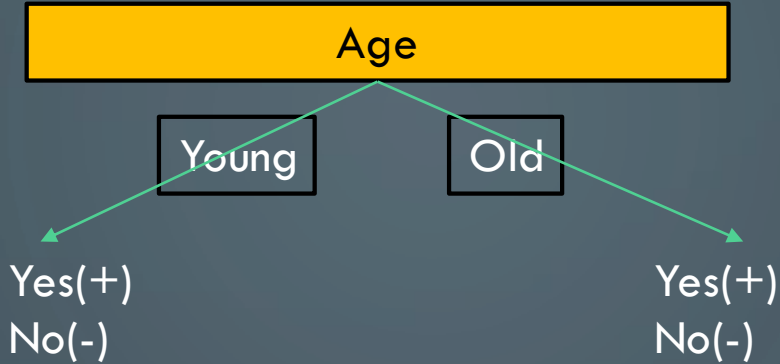 Age
Young Old
Yes(+) Yes(+)
No(-) No(-)